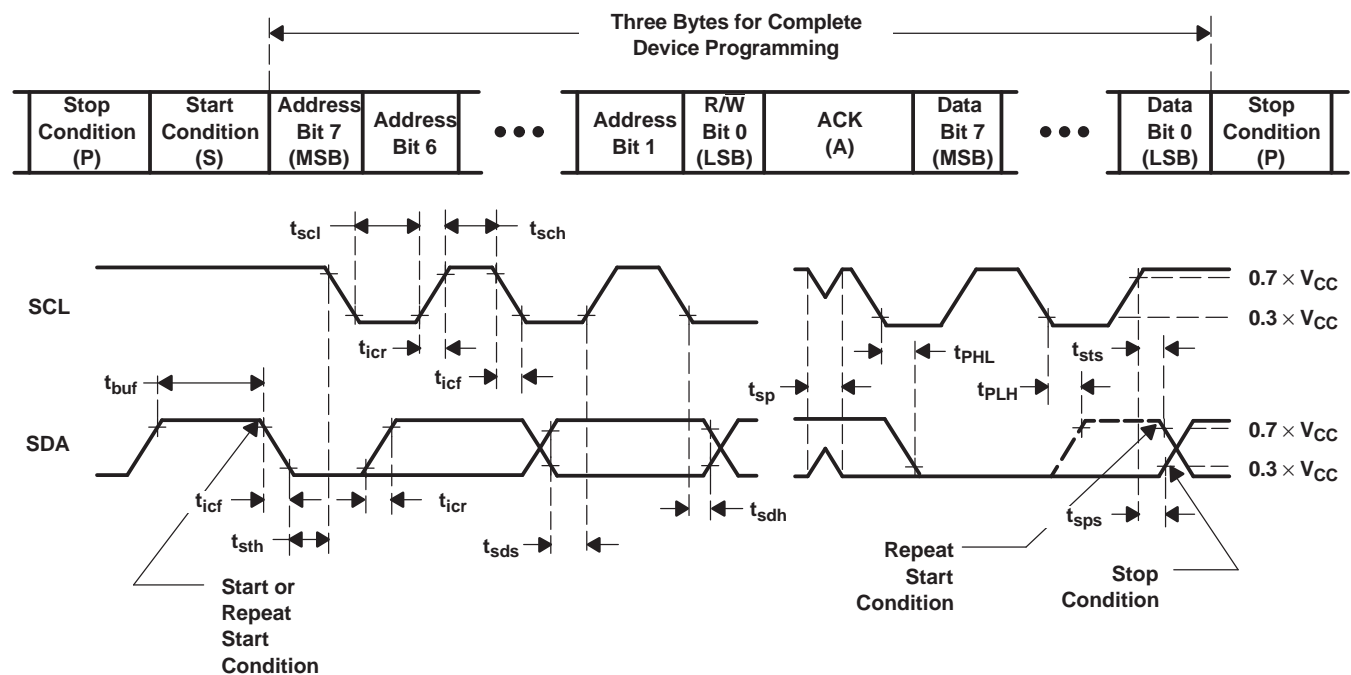 Three Bytes for Complete
Device Programming
Stop
Condition
(P)
Start
Condition
(S)
Address
Bit 7
(MSB)
Address
Bit 6
•••
Address
Bit 1
R/W̅
Bit 0
(LSB)
ACK
(A)
Data
Bit 7
(MSB)
•••
Data
Bit 0
(LSB)
Stop
Condition
(P)
tscl
tsch
SCL
0.7 × VCC
0.3 × VCC
ticr
ticf
tPHL
tsts
tbuf
tsp
tPLH
SDA
0.7 × VCC
0.3 × VCC
ticf
ticr
tsdh
tsth
tsds
tsps
Start or
Repeat
Start
Condition
Repeat
Start
Condition
Stop
Condition